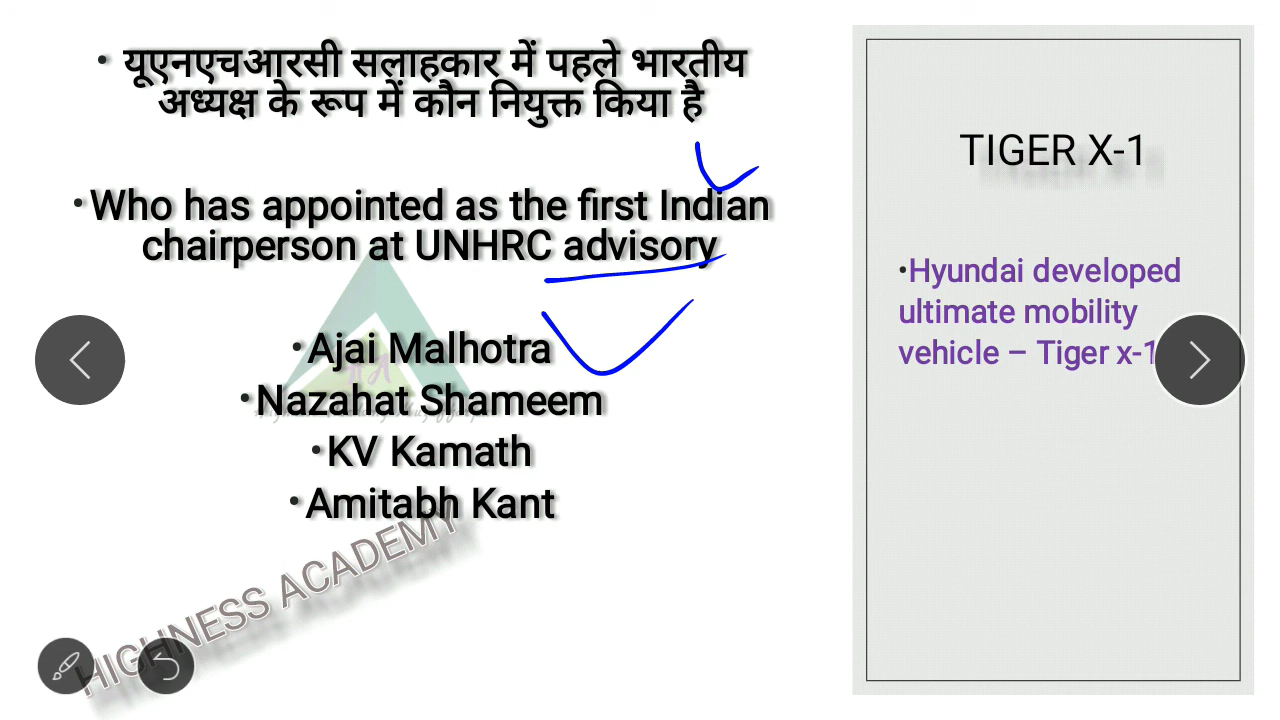 • यूएनएचआरसी सलाहकार में पहले भारतीय
अध्यक्ष के रूप में कौन नियुक्त किया है
•Who has appointed as the first Indian
chairperson at UNHRC advisory
•Ajai Malhotra
•Nazahat Shameem
•KV Kamath
•Amitabh Kant
HIGHNESS ACADEMY
TIGER X-1
•Hyundai developed
ultimate mobility
vehicle – Tiger x-1